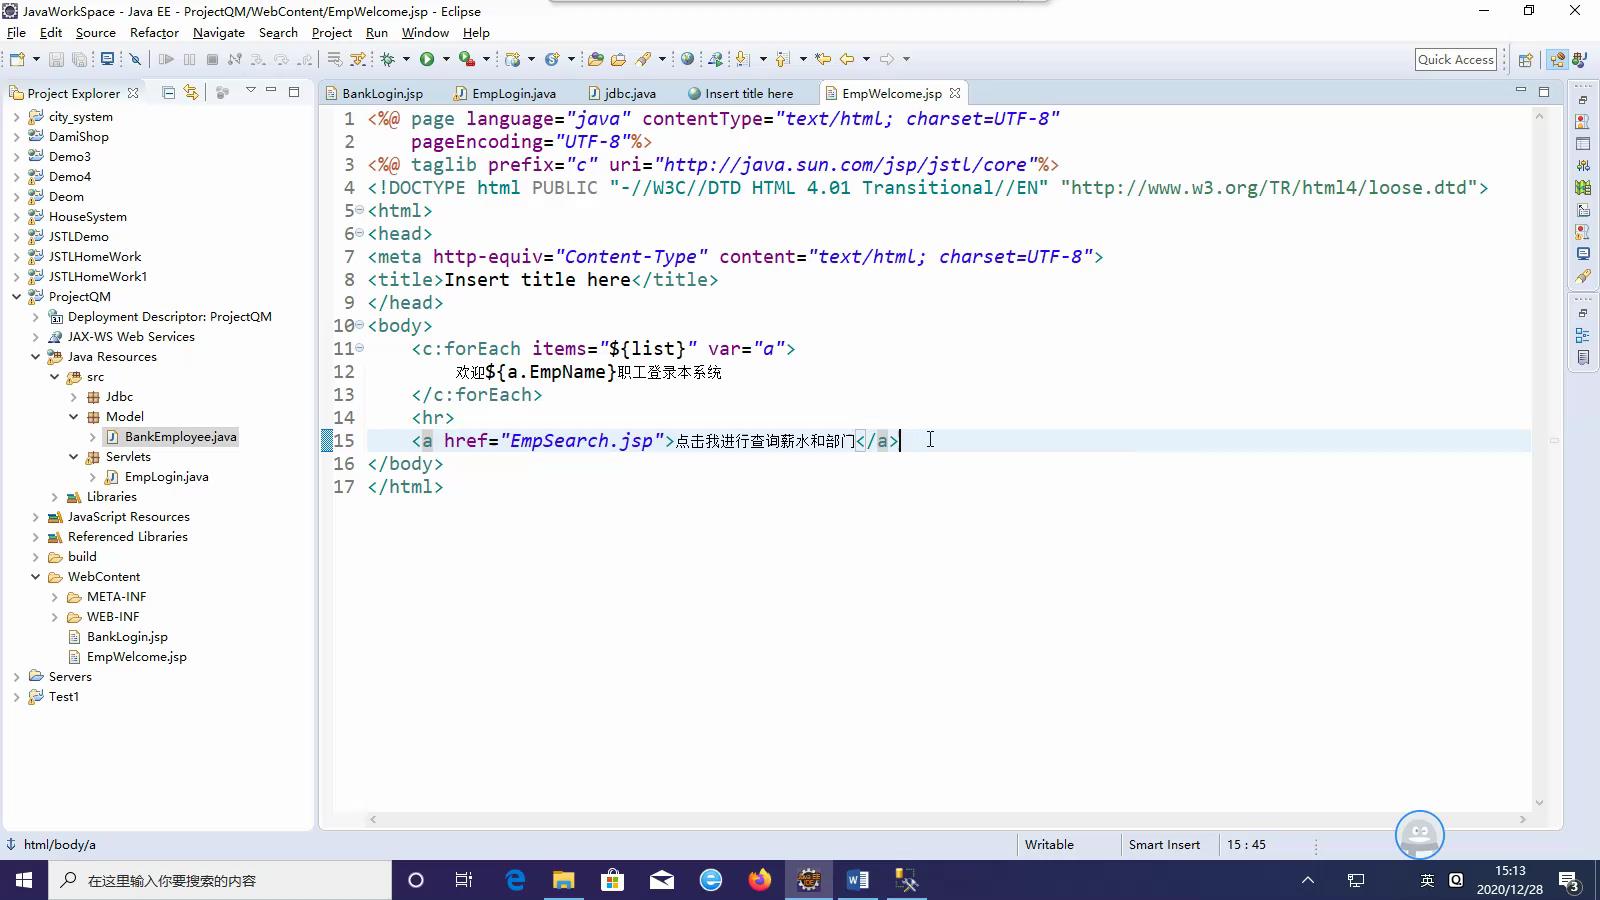 JavaWorkSpace - Java EE - ProjectQM/WebContent/EmpWelcome.jsp - Eclipse
File Edit Source Refactor Navigate Search Project Run Window Help
Quick Access
Project Explorer
BankLogin.jsp EmpLogin.java jdbc.java Insert title here EmpWelcome.jsp
city_system
DamiShop
Demo3
Demo4
Deom
HouseSystem
JSTLDemo
JSTLHomeWork
JSTLHomeWork1
ProjectQM
Deployment Descriptor: ProjectQM
JAX-WS Web Services
Java Resources
src
Jdbc
Model
BankEmployee.java
Servlets
EmpLogin.java
Libraries
JavaScript Resources
Referenced Libraries
build
WebContent
META-INF
WEB-INF
BankLogin.jsp
EmpWelcome.jsp
Servers
Test1
1 <%@ page language="java" contentType="text/html; charset=UTF-8"
2 pageEncoding="UTF-8"%>
3 <%@ taglib prefix="c" uri="http://java.sun.com/jsp/jstl/core"%>
4 <!DOCTYPE html PUBLIC "-//W3C//DTD HTML 4.01 Transitional//EN" "http://www.w3.org/TR/html4/loose.dtd">
5 <html>
6 <head>
7 <meta http-equiv="Content-Type" content="text/html; charset=UTF-8">
8 <title>Insert title here</title>
9 </head>
10 <body>
11 <c:forEach items="${list}" var="a">
12 欢迎${a.EmpName}职工登录本系统
13 </c:forEach>
14 <hr>
15 <a href="EmpSearch.jsp">点击我进行查询薪水和部门</a>
16 </body>
17 </html>
html/body/a
Writable Smart Insert 15 : 45
在这里输入你要搜索的内容
英
15:13
2020/12/28
3